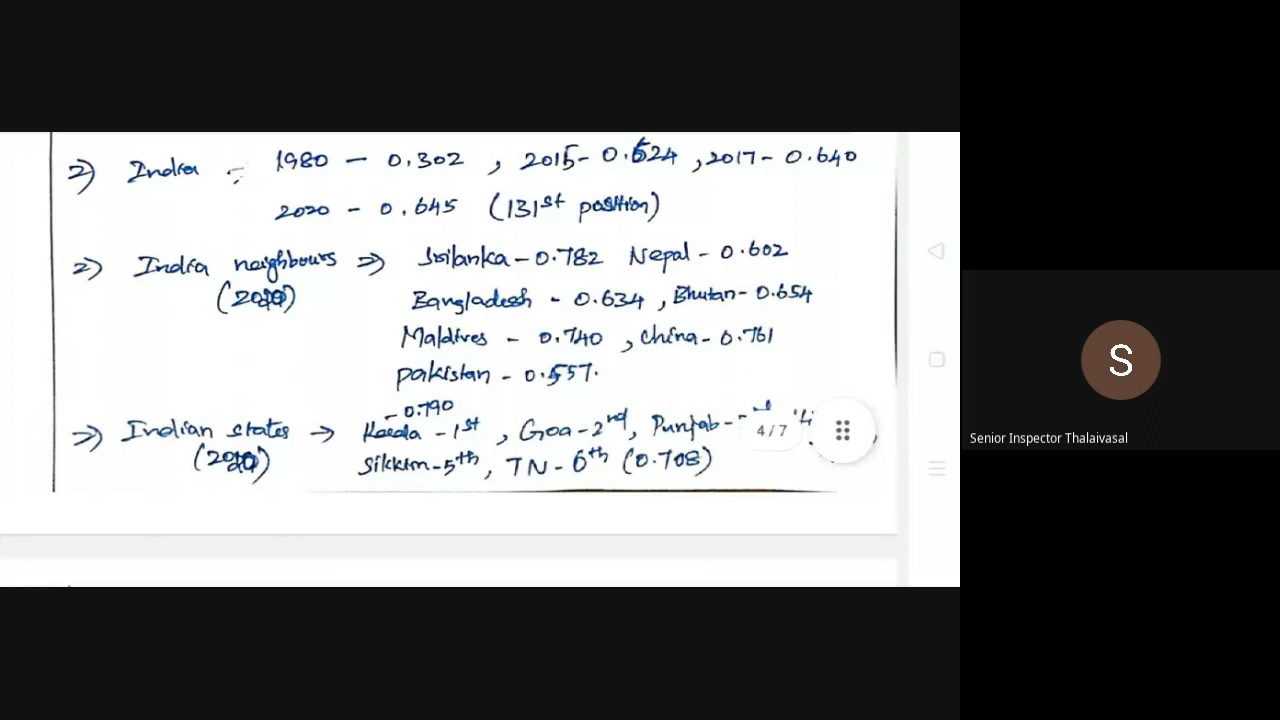 ⇒ India :- 1980 - 0.302 , 2015 - 0.624 , 2017 - 0.640
2020 - 0.645 (131st position)
⇒ India neighbours ⇒ Srilanka - 0.782 Nepal - 0.602
Bangladesh - 0.634 , Bhutan - 0.654
Maldives - 0.740 , China - 0.761
Pakistan - 0.557.
- 0.790
⇒ Indian states → Kerala - 1st , Goa - 2nd, Punjab -
Sikkim - 5th , TN - 6th (0.708)
4/7
S
Senior Inspector Thalaivasal